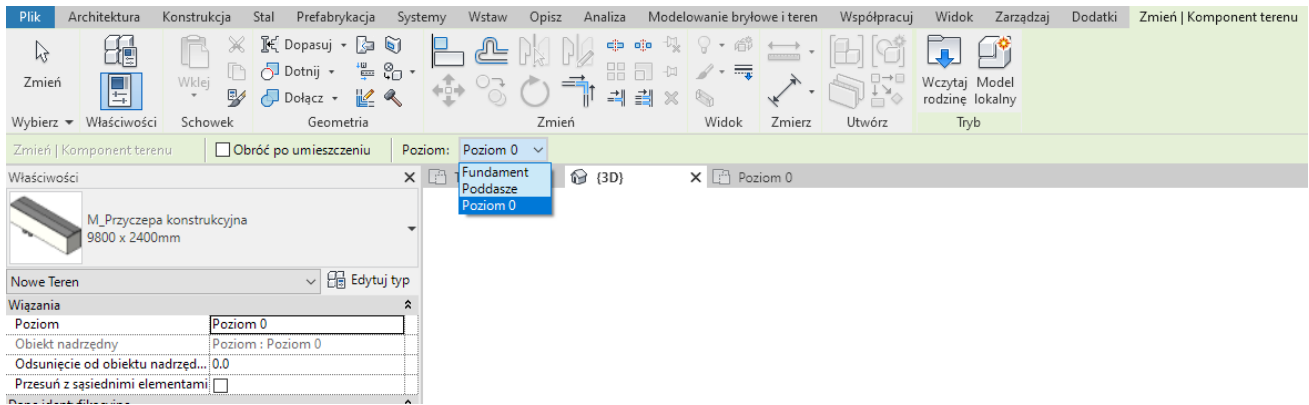 Plik Architektura Konstrukcja Stal Prefabrykacja Systemy Wstaw Opisz Analiza Modelowanie bryłowe i teren Współpracuj Widok Zarządzaj Dodatki Zmień | Komponent terenu
Zmień
Wklej
Dopasuj
Dotnij
Dołącz
Wczytaj rodzinę
Model lokalny
Wybierz Właściwości Schowek Geometria Zmień Widok Zmierz Utwórz Tryb
Zmień | Komponent terenu Obróć po umieszczeniu Poziom: Poziom 0
Fundament
Poddasze
Poziom 0
Właściwości {3D} Poziom 0
M_Przyczepa konstrukcyjna
9800 x 2400mm
Nowe Teren Edytuj typ
Wiązania
Poziom Poziom 0
Obiekt nadrzędny Poziom : Poziom 0
Odsunięcie od obiektu nadrzęd... 0.0
Przesuń z sąsiednimi elementami